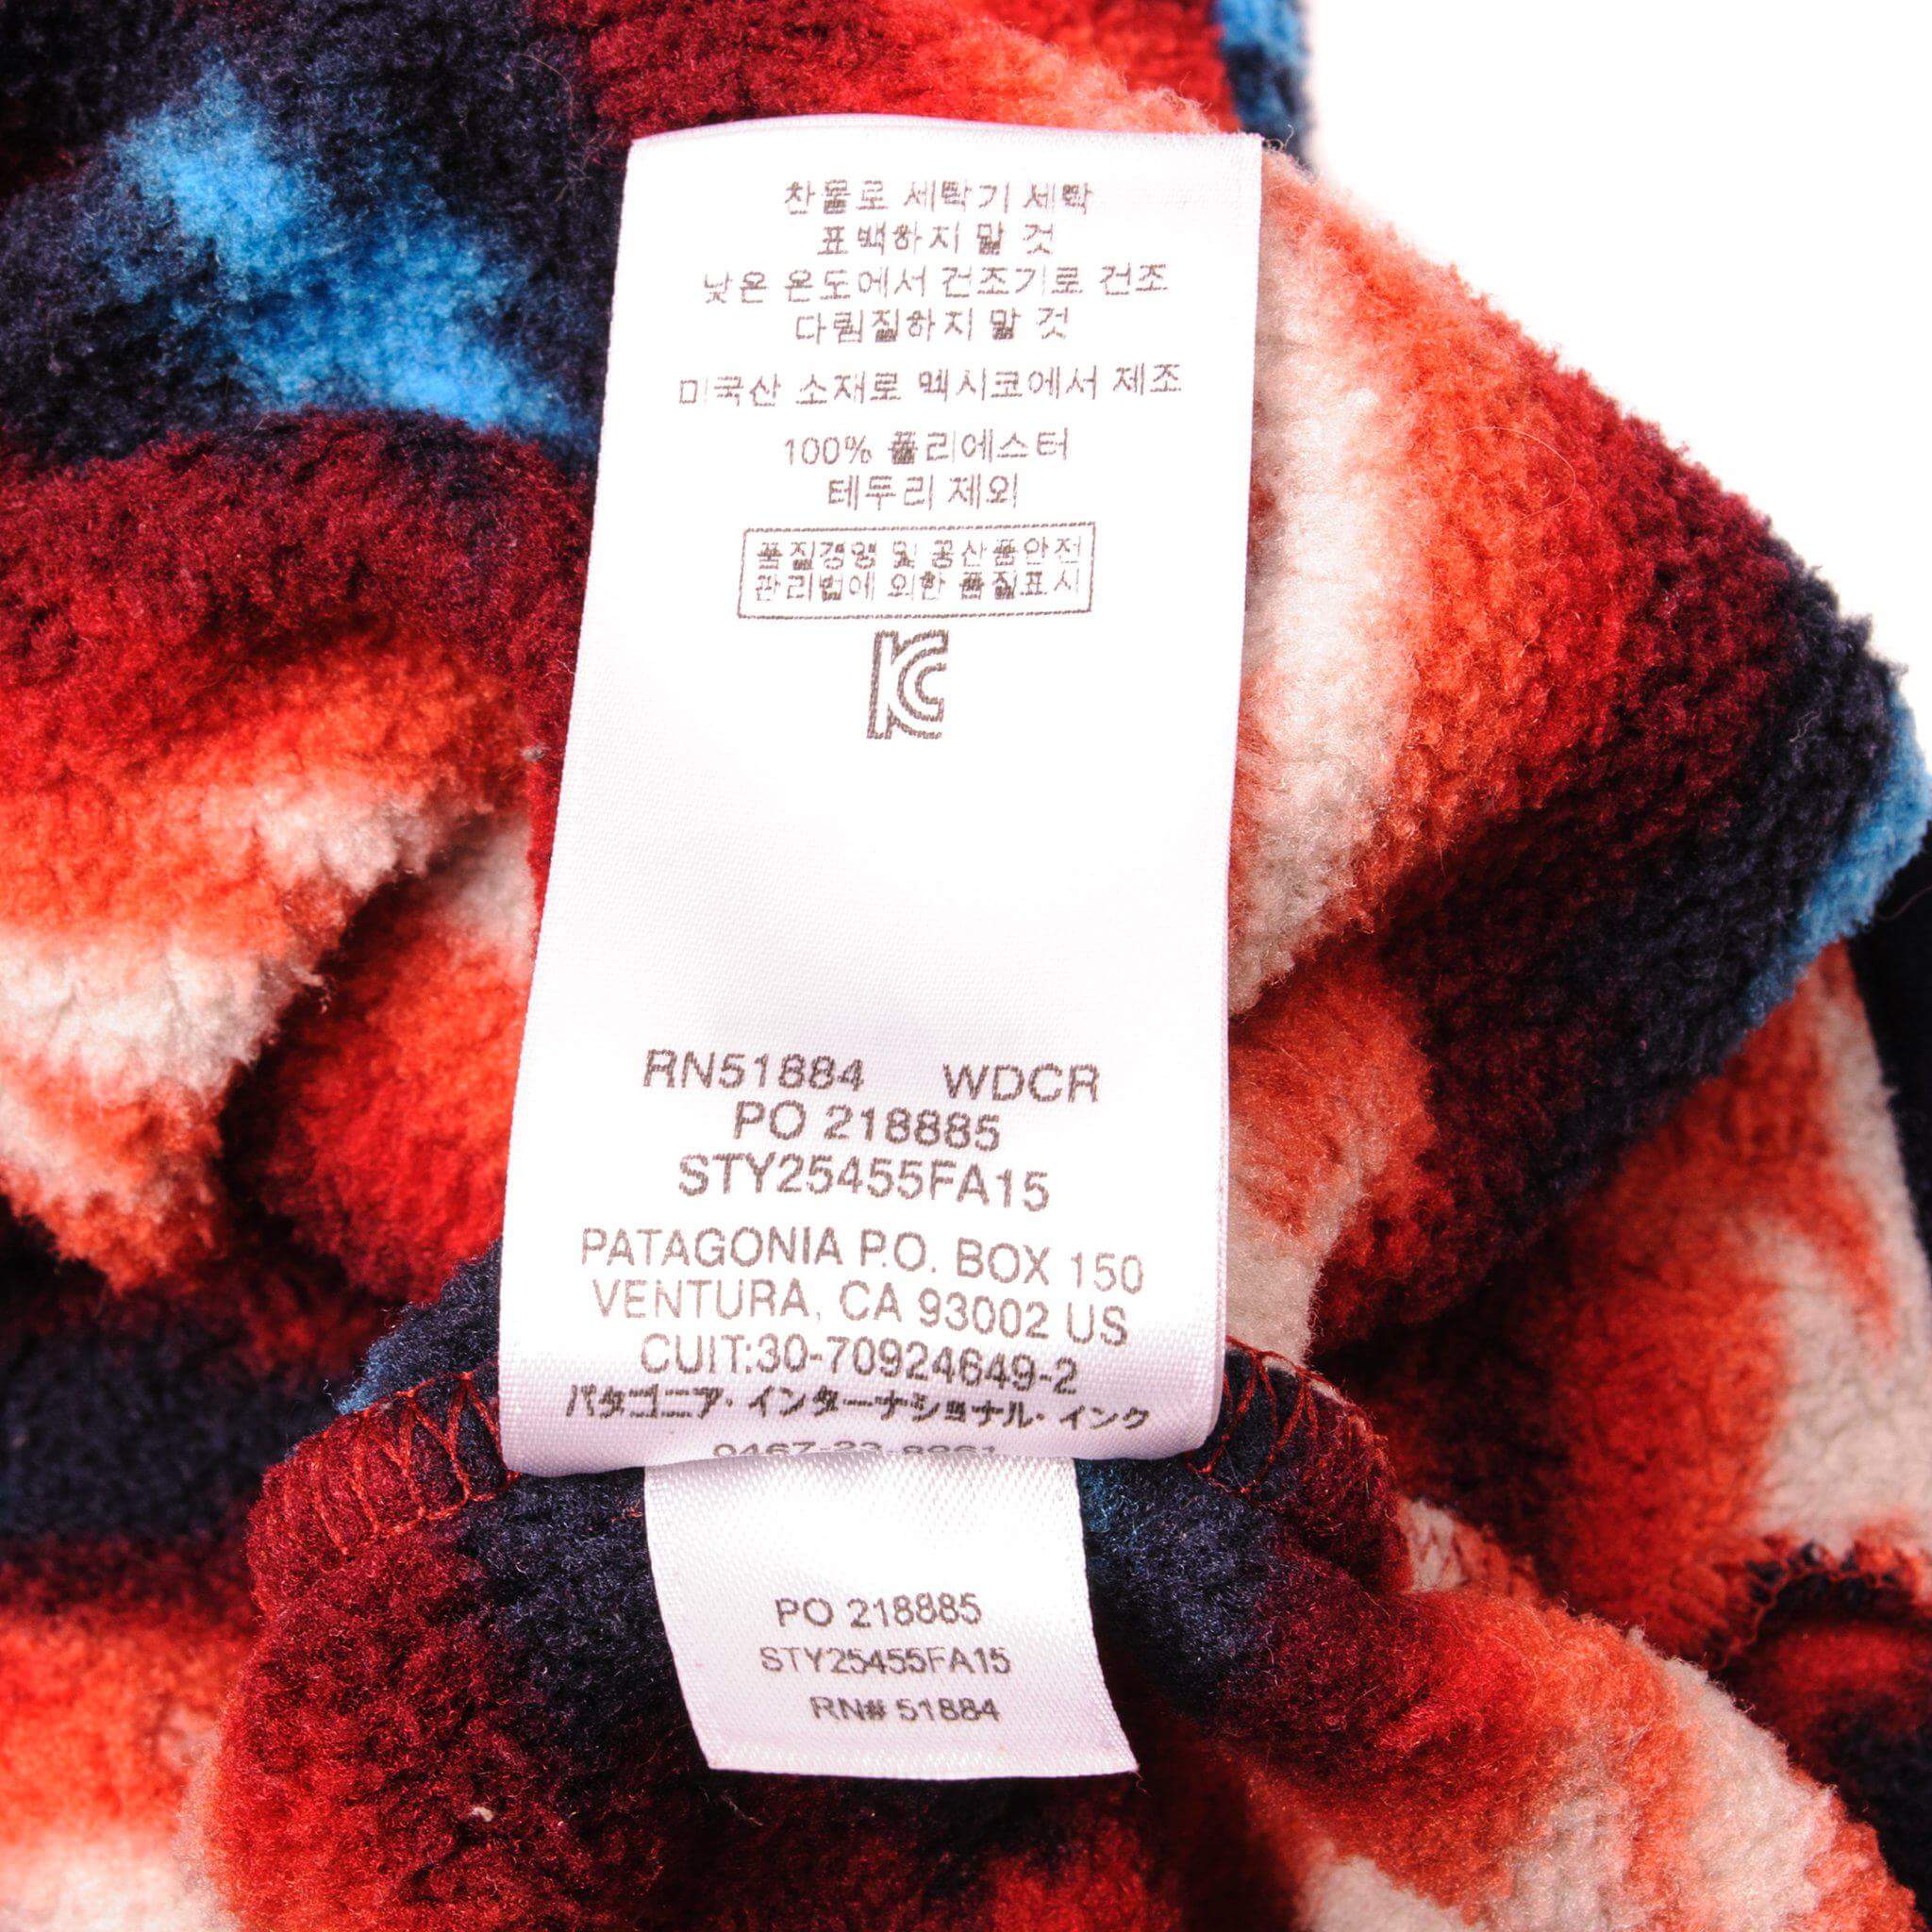 찬물로 세탁기 세탁
표백하지 말 것
낮은 온도에서 건조기로 건조
다림질하지 말 것
미국산 소재로 멕시코에서 제조
100% 폴리에스터
테두리 제외
품질경영 및 공산품안전
관리법에 의한 품질표시
KC
RN51884 WDCR
PO 218885
STY25455FA15
PATAGONIA P.O. BOX 150
VENTURA, CA 93002 US
CUIT:30-70924649-2
パタゴニア・インターナショナル・インク
PO 218885
STY25455FA15
RN# 51884